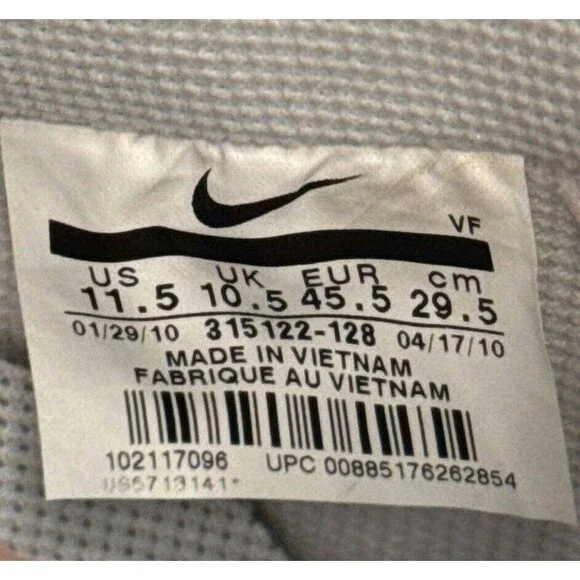 VF
US UK EUR cm
11.5 10.5 45.5 29.5
01/29/10 315122-128 04/17/10
MADE IN VIETNAM
FABRIQUE AU VIETNAM
102117096 UPC 00885176262854
US5713141*